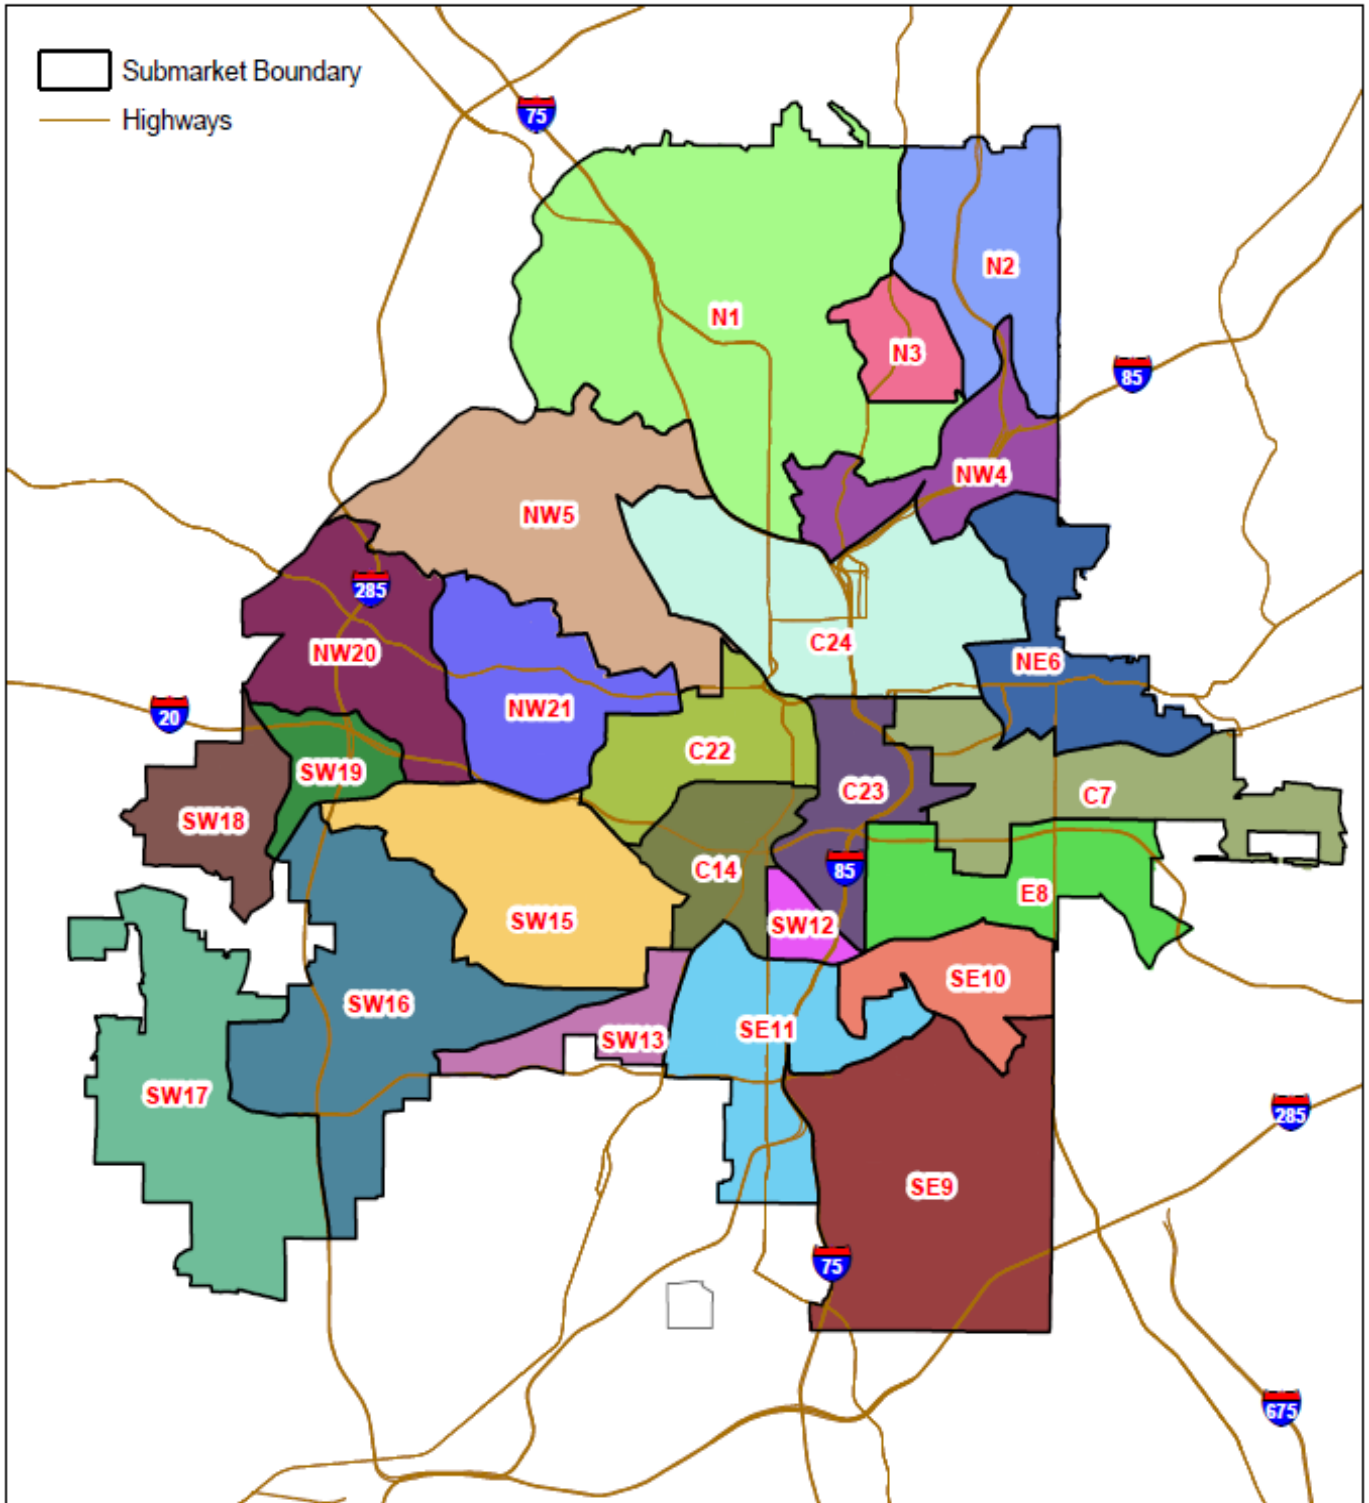 Submarket Boundary
Highways
75
N2
N1
N3
85
NW4
NW5
285
C24
NW20
NE6
20
NW21
C22
SW19
C23
C7
SW18
C14
85
E8
SW15
SW12
SE10
SW16
SE11
SW13
SW17
285
SE9
75
675